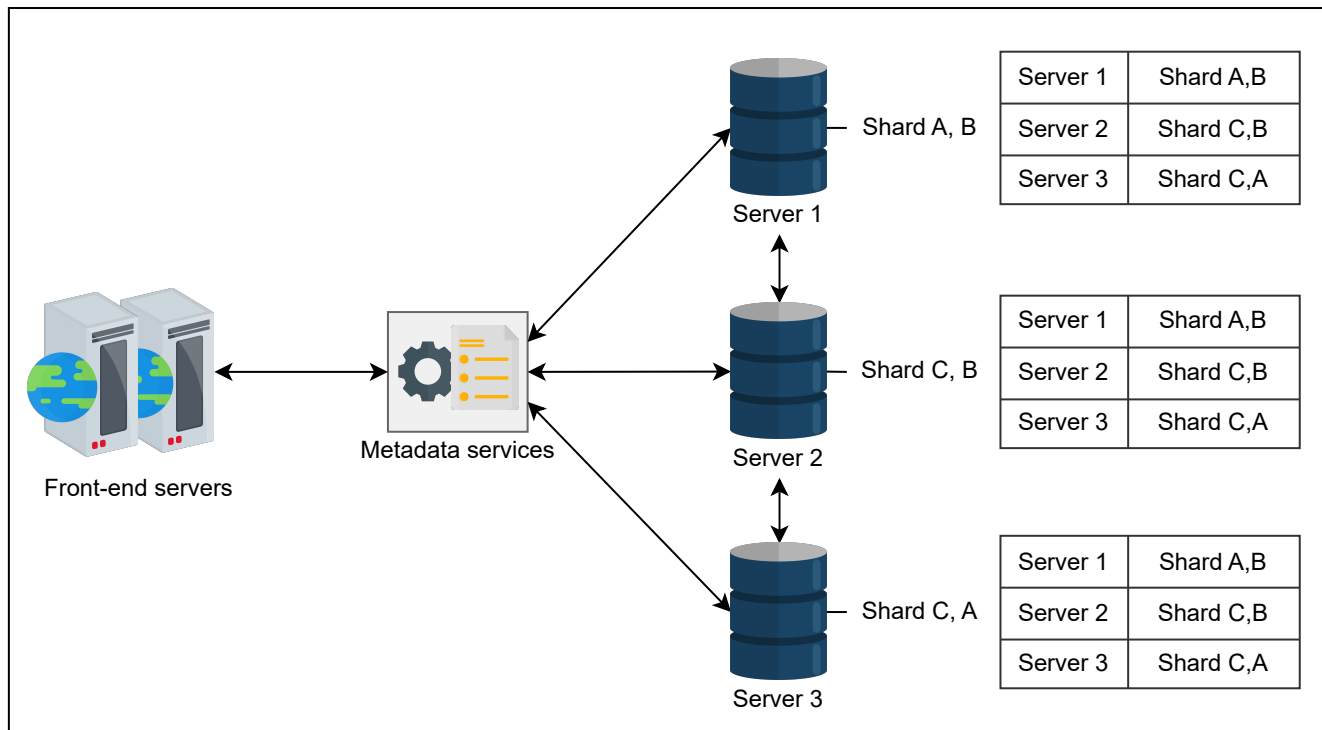 Server 1 Shard A,B
Server 2 Shard C,B
Server 3 Shard C,A
Shard A, B
Server 1
Server 1 Shard A,B
Server 2 Shard C,B
Server 3 Shard C,A
Shard C, B
Metadata services
Server 2
Front-end servers
Server 1 Shard A,B
Server 2 Shard C,B
Server 3 Shard C,A
Shard C, A
Server 3